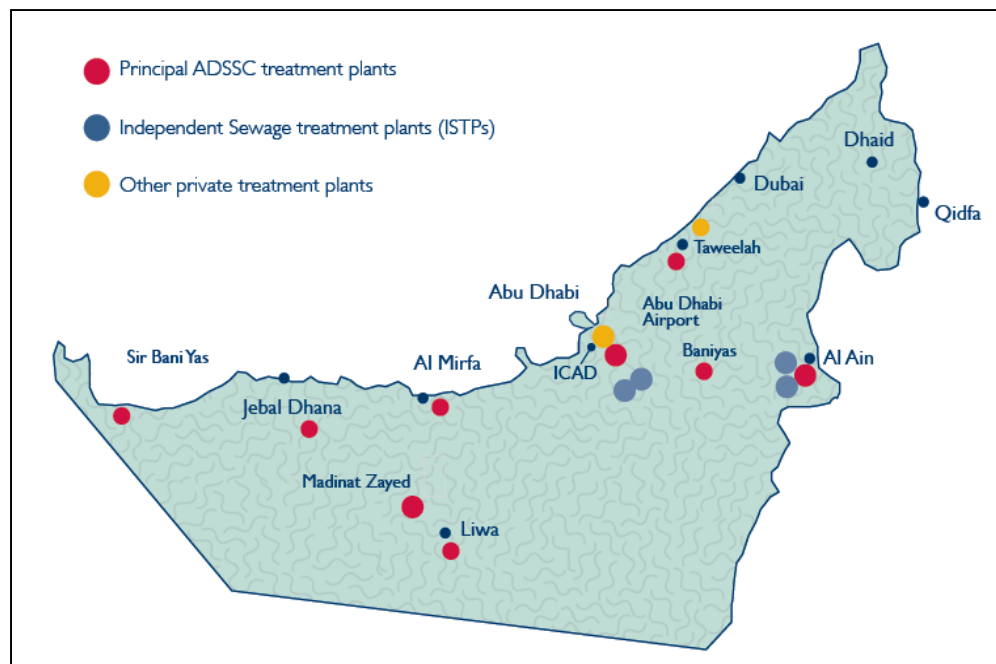 Principal ADSSC treatment plants
Independent Sewage treatment plants (ISTPs)
Other private treatment plants
Dhaid
Dubai
Qidfa
Taweelah
Abu Dhabi
Abu Dhabi
Airport
Sir Bani Yas
Al Mirfa
ICAD
Baniyas
Al Ain
Jebal Dhana
Madinat Zayed
Liwa